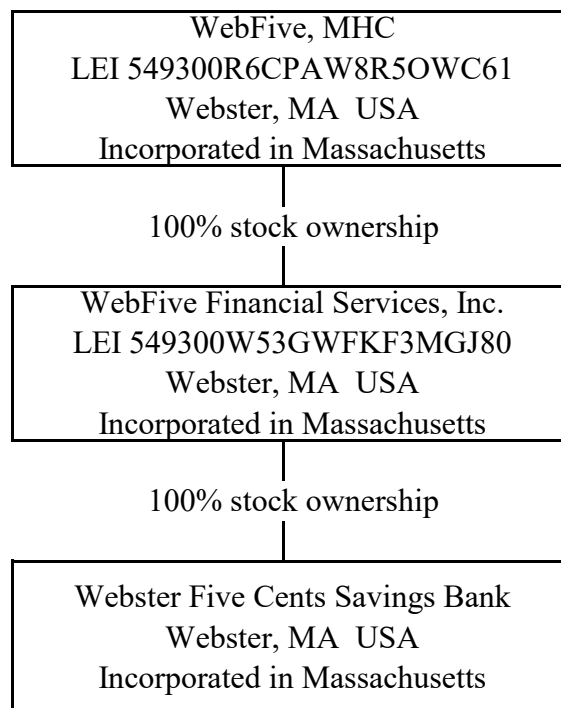 WebFive, MHC
LEI 549300R6CPAW8R5OWC61
Webster, MA  USA
Incorporated in Massachusetts
100% stock ownership
WebFive Financial Services, Inc.
LEI 549300W53GWFKF3MGJ80
Webster, MA  USA
Incorporated in Massachusetts
100% stock ownership
Webster Five Cents Savings Bank
Webster, MA  USA
Incorporated in Massachusetts